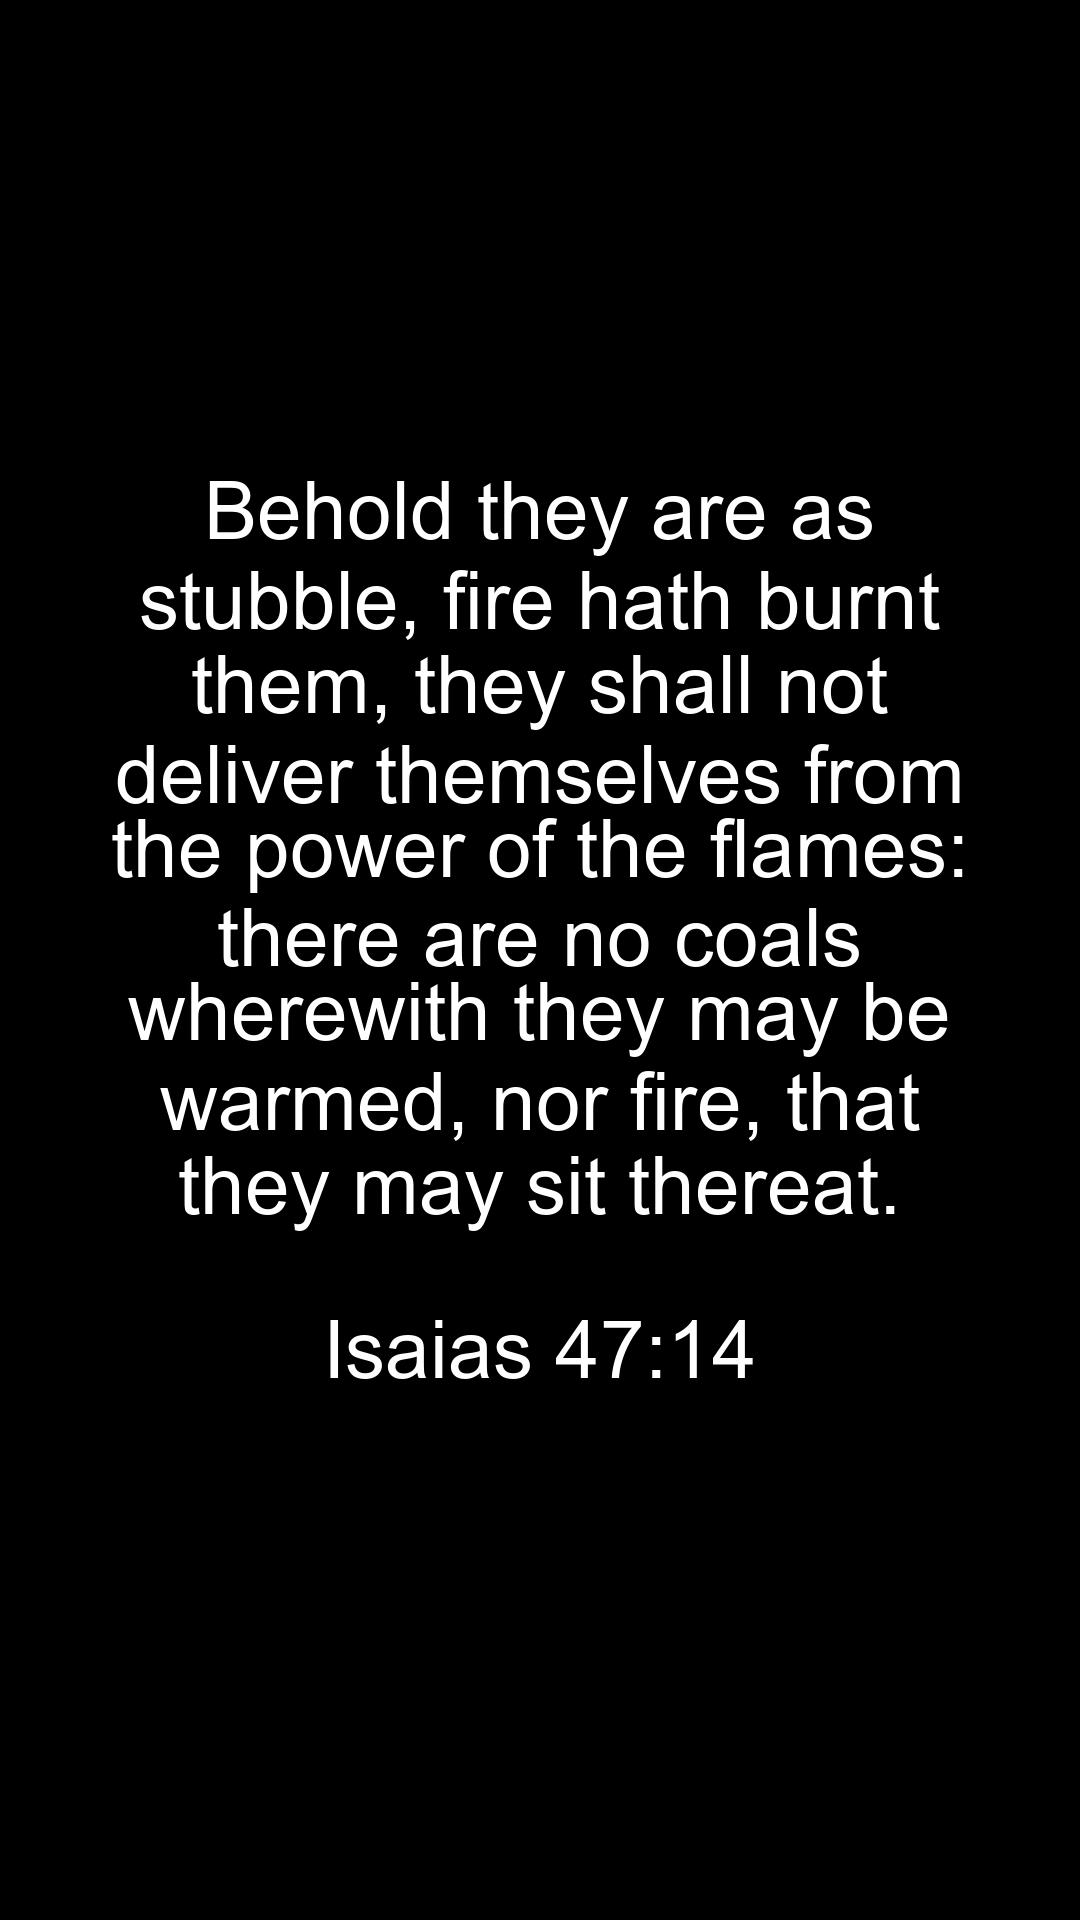 Behold they are as
stubble, fire hath burnt
them, they shall not
deliver themselves from
the power of the flames:
there are no coals
wherewith they may be
warmed, nor fire, that
they may sit thereat.
Isaias 47:14